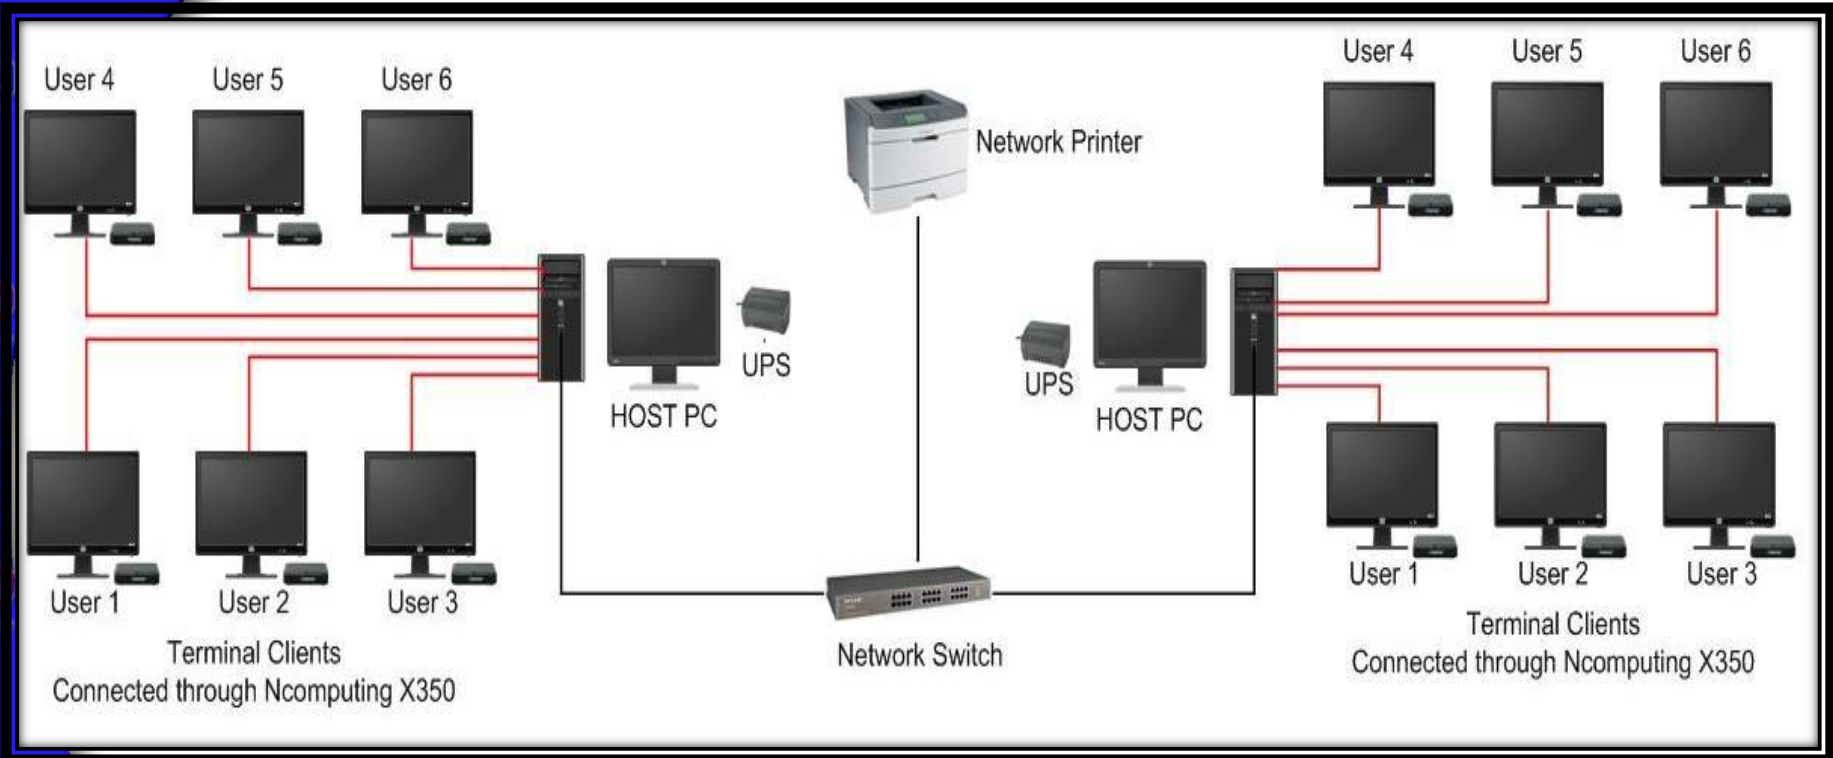 User 4
User 5
User 6
Network Printer
User 4
User 5
User 6
UPS
HOST PC
UPS
HOST PC
User 1
User 2
User 3
Terminal Clients
Connected through Ncomputing X350
Network Switch
User 1
User 2
User 3
Terminal Clients
Connected through Ncomputing X350